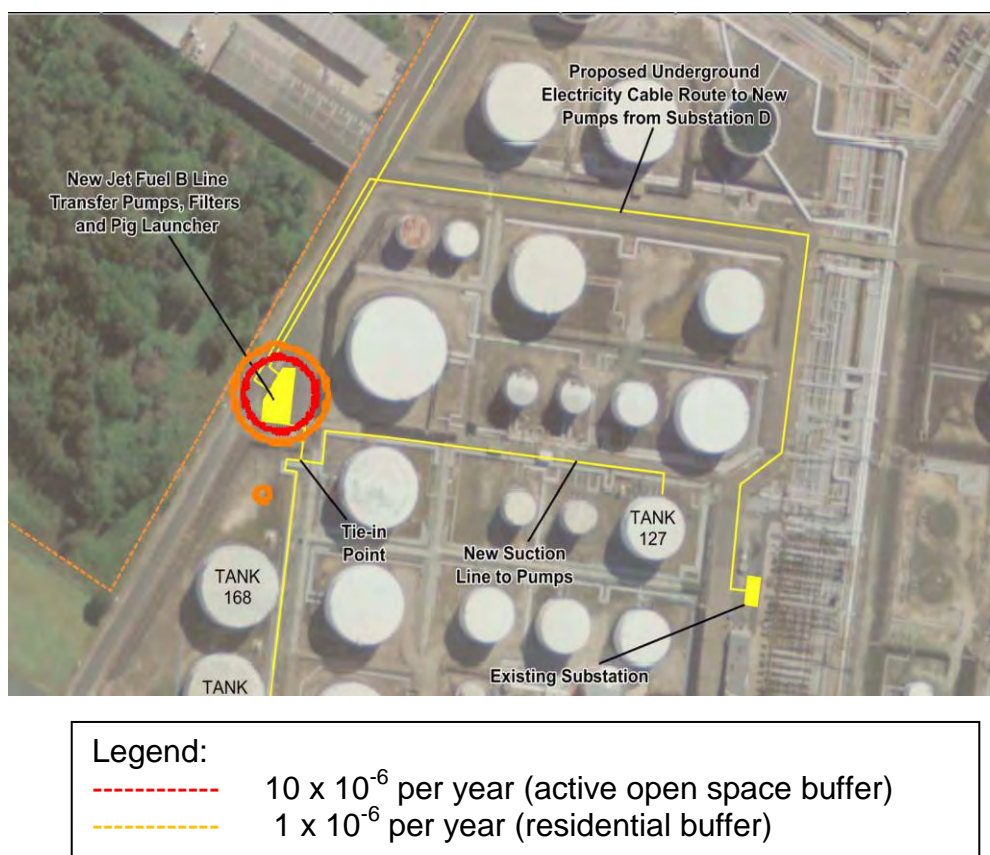 Proposed Underground
Electricity Cable Route to New
Pumps from Substation D
New Jet Fuel B Line
Transfer Pumps, Filters
and Pig Launcher
TANK
127
Tie-in
Point
New Suction
Line to Pumps
TANK
168
Existing Substation
TANK
Legend:
10 x 10⁻⁶ per year (active open space buffer)
1 x 10⁻⁶ per year (residential buffer)